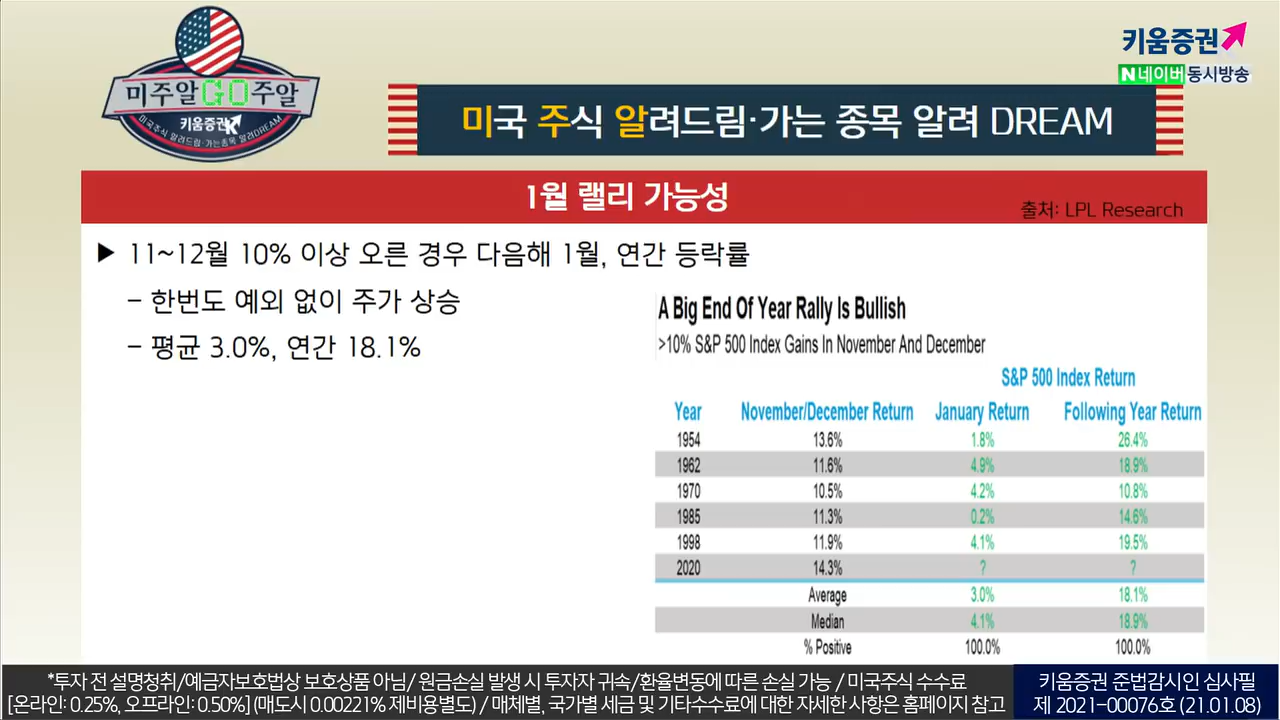 미주알GO주알
키움증권
미국주식 알려드림·가는종목 알려DREAM
키움증권
N 네이버 동시방송
미국 주식 알려드림·가는 종목 알려 DREAM
1월 랠리 가능성
출처: LPL Research
▶ 11~12월 10% 이상 오른 경우 다음해 1월, 연간 등락률
– 한번도 예외 없이 주가 상승
– 평균 3.0%, 연간 18.1%
A Big End Of Year Rally Is Bullish
>10% S&P 500 Index Gains In November And December
S&P 500 Index Return
Year November/December Return January Return Following Year Return
1954 13.6% 1.8% 26.4%
1962 11.6% 4.9% 18.9%
1970 10.5% 4.2% 10.8%
1985 11.3% 0.2% 14.6%
1998 11.9% 4.1% 19.5%
2020 14.3% ? ?
Average 3.0% 18.1%
Median 4.1% 18.9%
% Positive 100.0% 100.0%
*투자 전 설명청취/예금자보호법상 보호상품 아님/ 원금손실 발생 시 투자자 귀속/환율변동에 따른 손실 가능 / 미국주식 수수료
[온라인: 0.25%, 오프라인: 0.50%] (매도시 0.00221% 제비용별도) / 매체별, 국가별 세금 및 기타수수료에 대한 자세한 사항은 홈페이지 참고
키움증권 준법감시인 심사필
제 2021-00076호 (21.01.08)